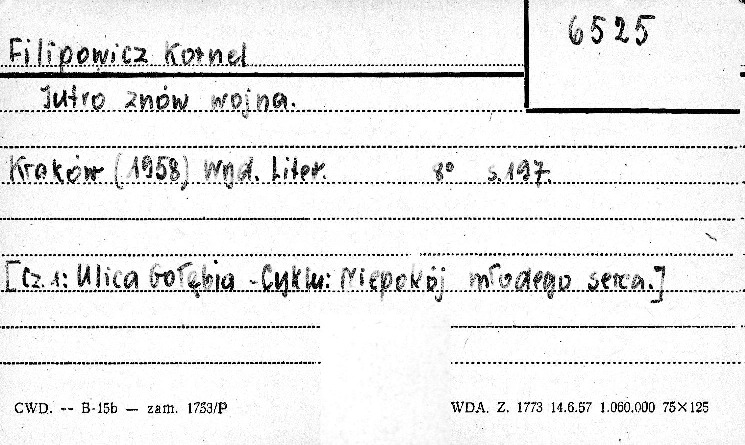 6525
Filipowicz Kornel
Jutro znów wojna.
Kraków (1958) Wyd. Liter. 8° s.197.
[Cz.1: Ulica Gołębia - Cyklu: Niepokój młodego serca.]
CWD. -- B-15b — zam. 1753/P
WDA. Z. 1773 14.6.57 1.060.000 75×125